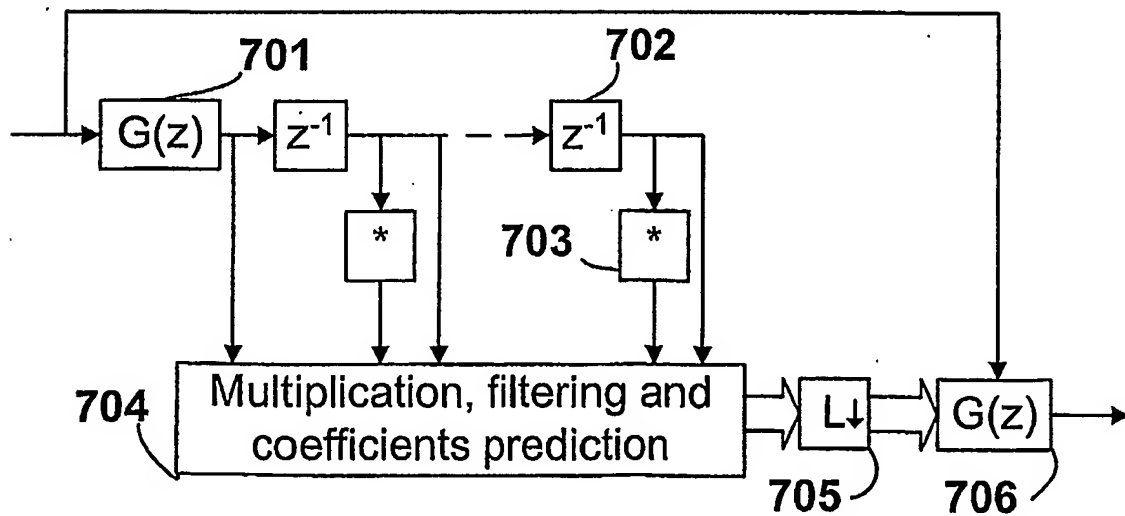 701
702
G(z)
z⁻¹
z⁻¹
*
703
*
704
Multiplication, filtering and
coefficients prediction
L↓
G(z)
705
706